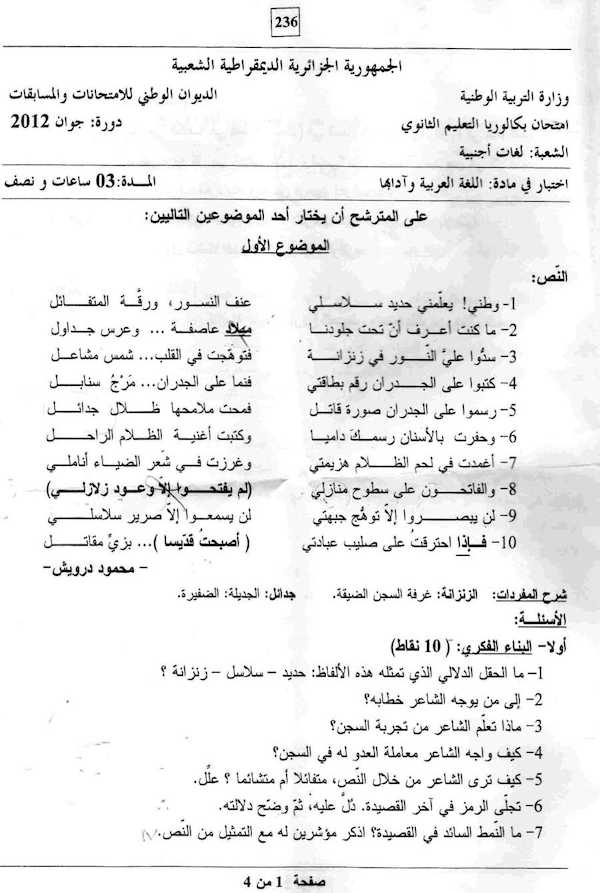 236
الجمهورية الجزائرية الديمقراطية الشعبية
وزارة التربية الوطنية الديوان الوطني للامتحانات والمسابقات
امتحان بكالوريا التعليم الثانوي دورة: جوان 2012
الشعبة: لغات أجنبية
اختبار في مادة: اللغة العربية وآدابها المدة: 03 ساعات و نصف
على المترشح أن يختار أحد الموضوعين التاليين:
الموضوع الأول
النّص:
1- وطني! يعلّمني حديد سلاسلي عنف النسور، ورقَّة المتفائل
2- ما كنت أعرف أنّ تحت جلودنا ميلاد عاصفة ... وعرس جداول
3- سدُّوا عليَّ النّور في زنزانة فتوهّجت في القلب... شمس مشاعل
4- كتبوا على الجدران رقم بطاقتي فنما على الجدران... مَرْجُ سنابل
5- رسموا على الجدران صورة قاتل فمحت ملامحها ظلال جدائل
6- وحفرت بالأسنان رسمك داميا وكتبت أغنية الظلام الراحل
7- أغمدت في لحم الظلام هزيمتي وغرزت في شَعر الضياء أناملي
8- والفاتحون على سطوح منازلي (لم يفتحوا إلاّ وعود زلازلي)
9- لن يبصروا إلاّ توهُّج جبهتي لن يسمعوا إلاّ صرير سلاسلي
10- فإذا احترقت على صليب عبادتي (أصبحتُ قدّيسا )... بزيِّ مقاتل
- محمود درويش-
شرح المفردات: الزنزانة: غرفة السجن الضيقة. جدائل: الجديلة: الضفيرة.
الأسئلة:
أولا- البناء الفكري: ( 10 نقاط)
1- ما الحقل الدلالي الذي تمثله هذه الألفاظ: حديد – سلاسل – زنزانة ؟
2- إلى من يوجه الشاعر خطابه؟
3- ماذا تعلّم الشاعر من تجربة السجن؟
4- كيف واجه الشاعر معاملة العدو له في السجن؟
5- كيف ترى الشاعر من خلال النّص، متفائلا أم متشائما ؟ علّل.
6- تجلّى الرمز في آخر القصيدة. دُلَّ عليه، ثمّ وضّح دلالته.
7- ما النّمط السائد في القصيدة؟ اذكر مؤشرين له مع التمثيل من النّص.
صفحة 1 من 4